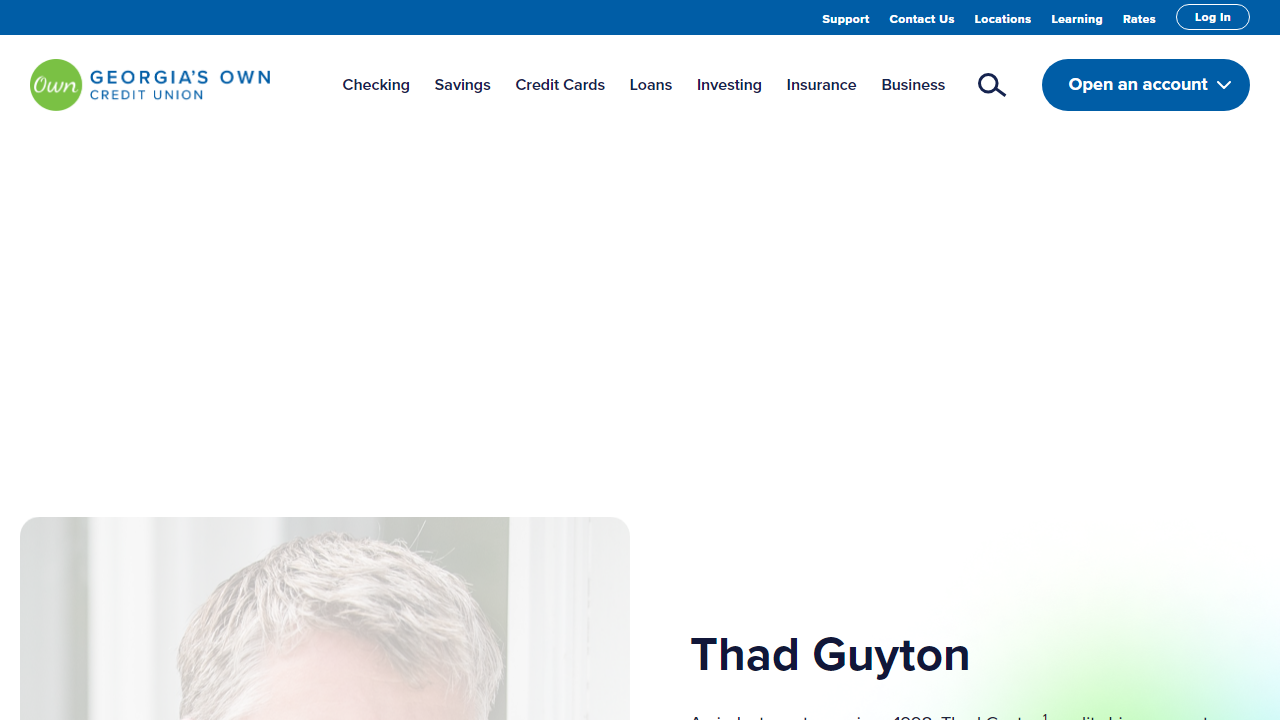 Support Contact Us Locations Learning Rates Log In
Own GEORGIA'S OWN
CREDIT UNION
Checking Savings Credit Cards Loans Investing Insurance Business Open an account
Thad Guyton